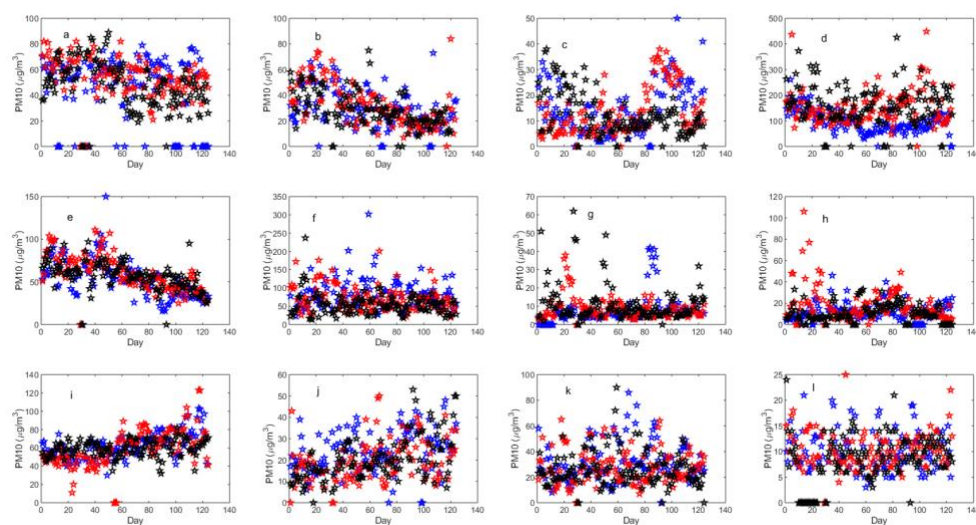 a
100
80
60
40
20
0
PM10 (μg/m³)
0 20 40 60 80 100 120 140
Day
b
100
80
60
40
20
0
PM10 (μg/m³)
0 20 40 60 80 100 120 140
Day
c
50
40
30
20
10
0
PM10 (μg/m³)
0 20 40 60 80 100 120 140
Day
d
500
400
300
200
100
0
PM10 (μg/m³)
0 20 40 60 80 100 120 140
Day
e
150
100
50
0
PM10 (μg/m³)
0 20 40 60 80 100 120 140
Day
f
350
300
250
200
150
100
50
0
PM10 (μg/m³)
0 20 40 60 80 100 120 140
Day
g
70
60
50
40
30
20
10
0
PM10 (μg/m³)
0 20 40 60 80 100 120 140
Day
h
120
100
80
60
40
20
0
PM10 (μg/m³)
0 20 40 60 80 100 120 140
Day
i
140
120
100
80
60
40
20
0
PM10 (μg/m³)
0 20 40 60 80 100 120 140
Day
j
60
50
40
30
20
10
0
PM10 (μg/m³)
0 20 40 60 80 100 120 140
Day
k
100
80
60
40
20
0
PM10 (μg/m³)
0 20 40 60 80 100 120 140
Day
l
25
20
15
10
5
0
PM10 (μg/m³)
0 20 40 60 80 100 120 140
Day